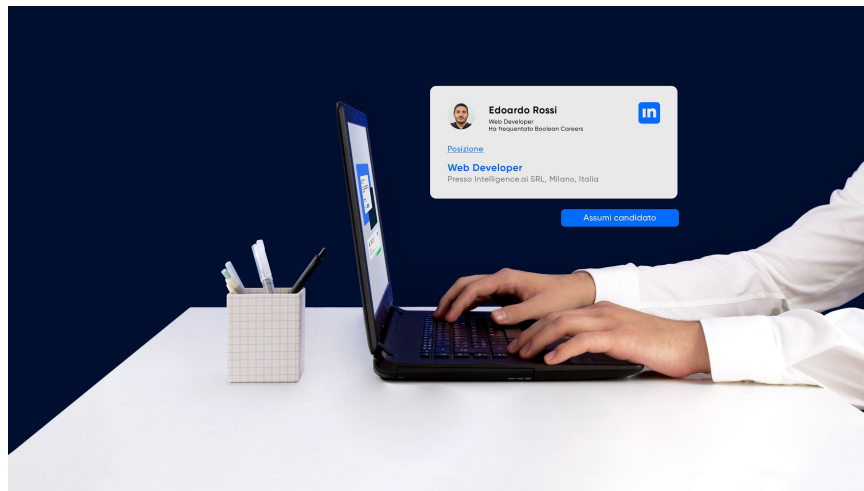 Edoardo Rossi
in
Web Developer
Ha frequentato Boolean Careers
Posizione
Web Developer
Presso Intelligence.ai SRL, Milano, Italia
Assumi candidato